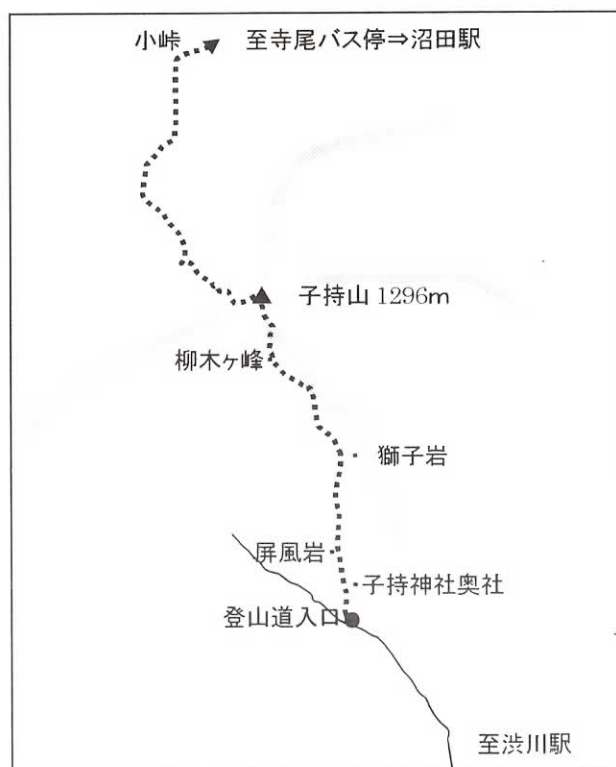 小峠
至寺尾バス停⇒沼田駅
子持山 1296m
柳木ヶ峰
獅子岩
屏風岩
子持神社奥社
登山道入口
至渋川駅